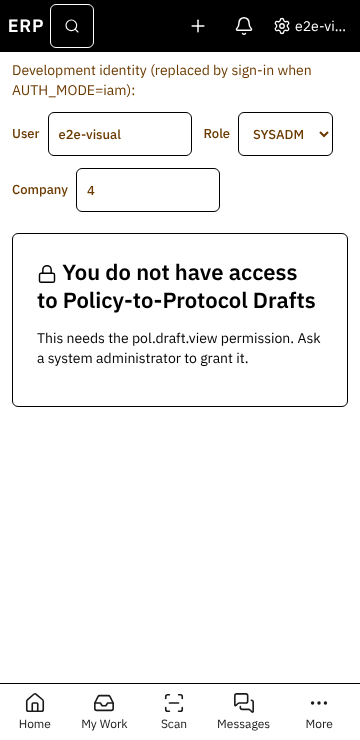 ERP
e2e-vi...
Development identity (replaced by sign-in when
AUTH_MODE=iam):
User e2e-visual Role SYSADM
Company 4
You do not have access
to Policy-to-Protocol Drafts
This needs the pol.draft.view permission. Ask
a system administrator to grant it.
Home My Work Scan Messages More